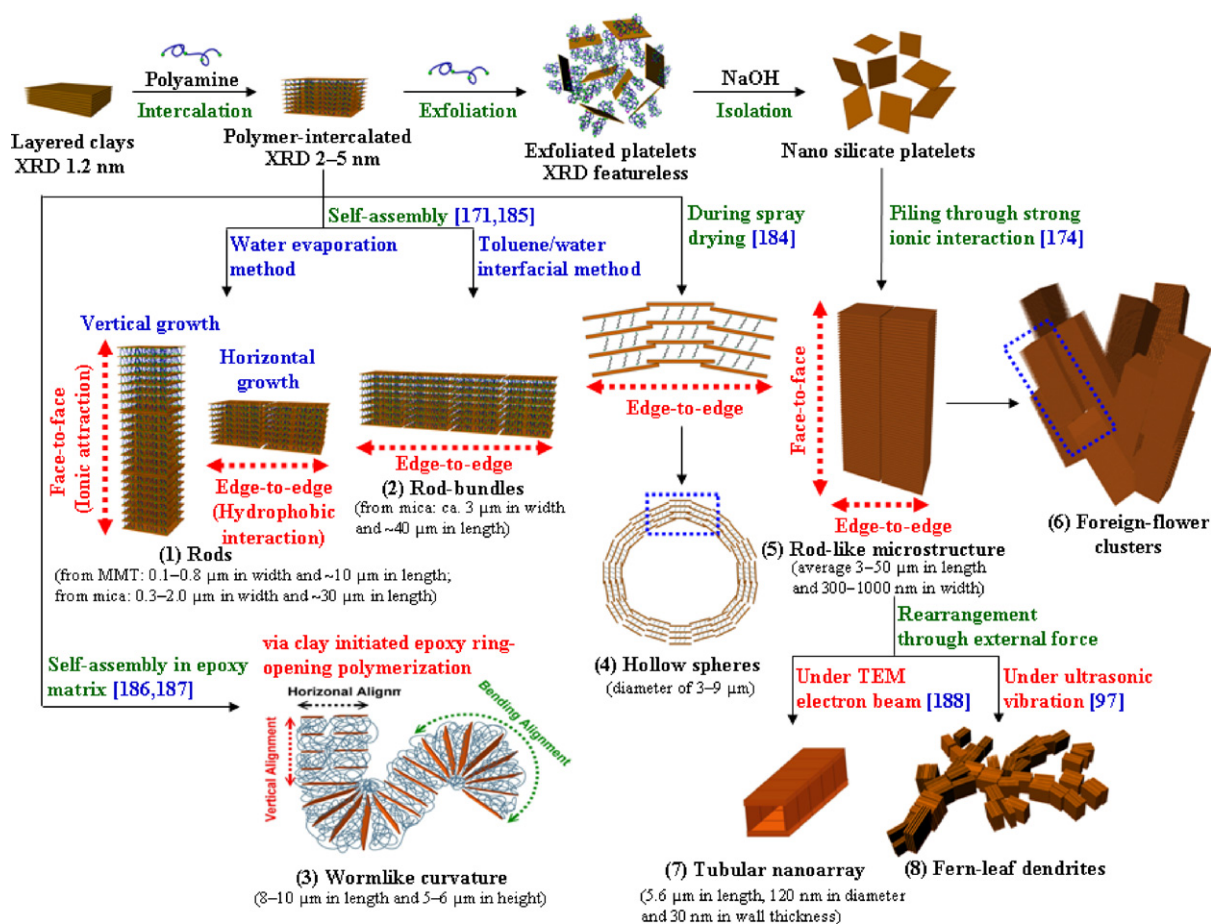 Polyamine
Intercalation
Exfoliation
NaOH
Isolation
Layered clays
XRD 1.2 nm
Polymer-intercalated
XRD 2–5 nm
Exfoliated platelets
XRD featureless
Nano silicate platelets
Self-assembly [171,185]
Water evaporation
method
Toluene/water
interfacial method
During spray
drying [184]
Piling through strong
ionic interaction [174]
Vertical growth
Face-to-face
(Ionic attraction)
Horizontal
growth
Edge-to-edge
(Hydrophobic
interaction)
(1) Rods
(from MMT: 0.1–0.8 μm in width and ~10 μm in length;
from mica: 0.3–2.0 μm in width and ~30 μm in length)
Edge-to-edge
(2) Rod-bundles
(from mica: ca. 3 μm in width
and ~40 μm in length)
Edge-to-edge
(4) Hollow spheres
(diameter of 3–9 μm)
Face-to-face
Edge-to-edge
(5) Rod-like microstructure
(average 3–50 μm in length
and 300–1000 nm in width)
(6) Foreign-flower
clusters
Rearrangement
through external force
Under TEM
electron beam [188]
Under ultrasonic
vibration [97]
Self-assembly in epoxy
matrix [186,187]
via clay initiated epoxy ring-
opening polymerization
Horizonal Alignm
Vertical Alignment
Bending Alignment
(3) Wormlike curvature
(8–10 μm in length and 5–6 μm in height)
(7) Tubular nanoarray
(5.6 μm in length, 120 nm in diameter
and 30 nm in wall thickness)
(8) Fern-leaf dendrites